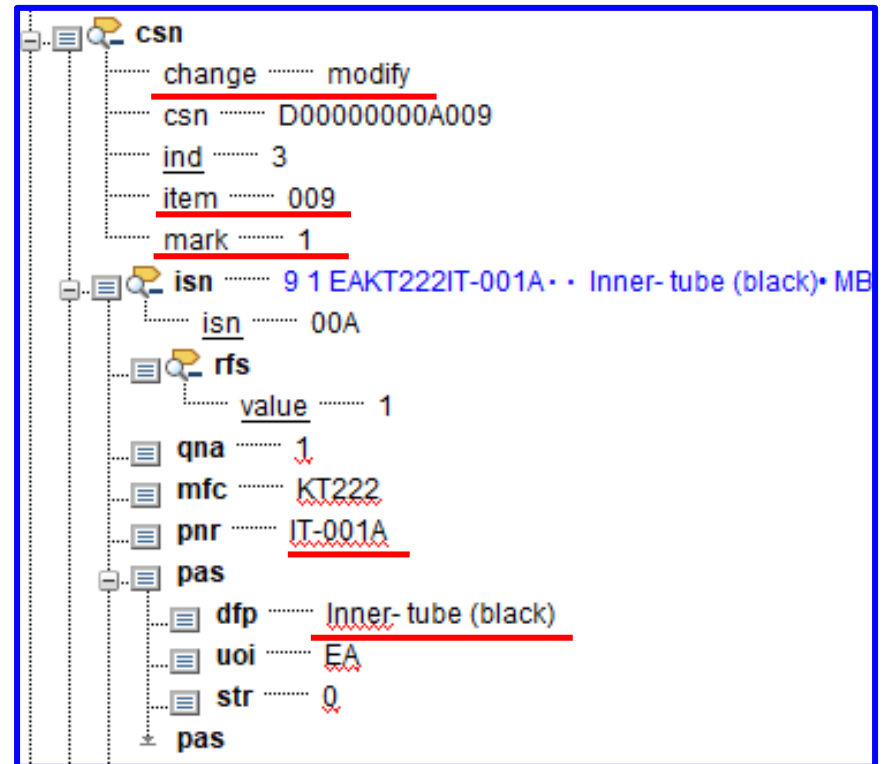 csn
change modify
csn D00000000A009
ind 3
item 009
mark 1
isn 9 1 EAKT222IT-001A• • Inner- tube (black)• MB
isn 00A
rfs
value 1
qna 1
mfc KT222
pnr IT-001A
pas
dfp Inner- tube (black)
uoi EA
str 0
pas